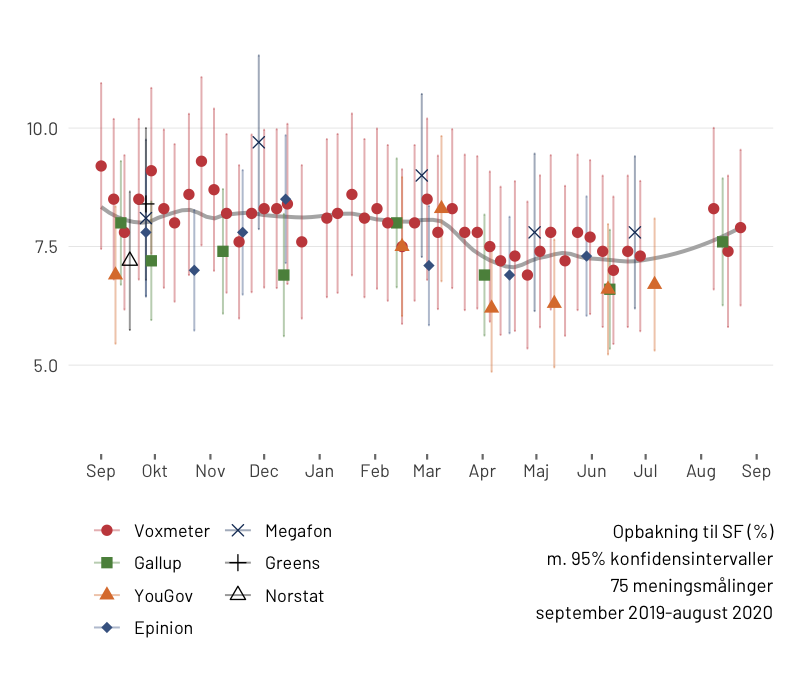 10.0
7.5
5.0
Sep Okt Nov Dec Jan Feb Mar Apr Maj Jun Jul Aug Sep
Voxmeter
Gallup
YouGov
Epinion
Megafon
Greens
Norstat
Opbakning til SF (%)
m. 95% konfidensintervaller
75 meningsmålinger
september 2019-august 2020